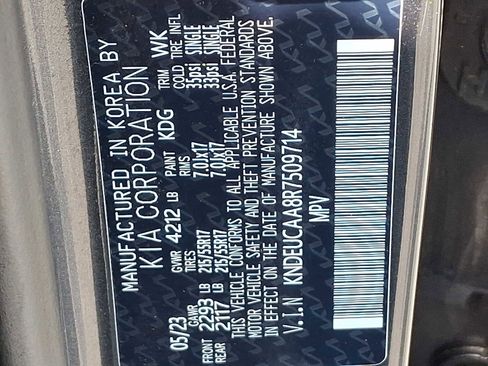 MANUFACTURED IN KOREA BY
KIA CORPORATION
05/23 GVWR 4212 LB PAINT KDG TRIM WK
GAWR TIRES RIMS COLD TIRE INFL
FRONT 2293 LB 215/55R17 7.0Jx17 33psi SINGLE
REAR 2117 LB 215/55R17 7.0Jx17 33psi SINGLE
THIS VEHICLE CONFORMS TO ALL APPLICABLE U.S.A FEDERAL
MOTOR VEHICLE SAFETY AND THEFT PREVENTION STANDARDS
IN EFFECT ON THE DATE OF MANUFACTURE SHOWN ABOVE.
V.I.N KNDEUCAA8R7509714
MPV